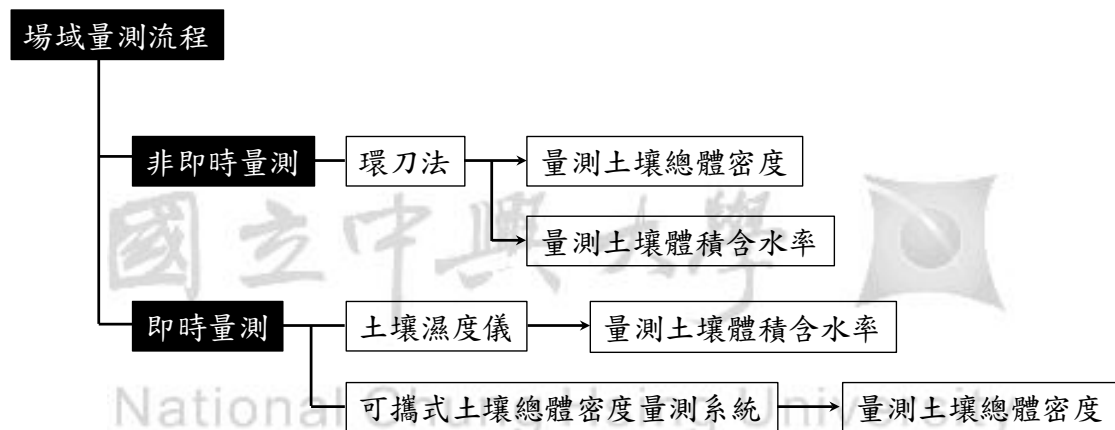 場域量測流程
非即時量測
環刀法
量測土壤總體密度
量測土壤體積含水率
國立中興大學
即時量測
土壤濕度儀
量測土壤體積含水率
National Chung Hsing University
可攜式土壤總體密度量測系統
量測土壤總體密度